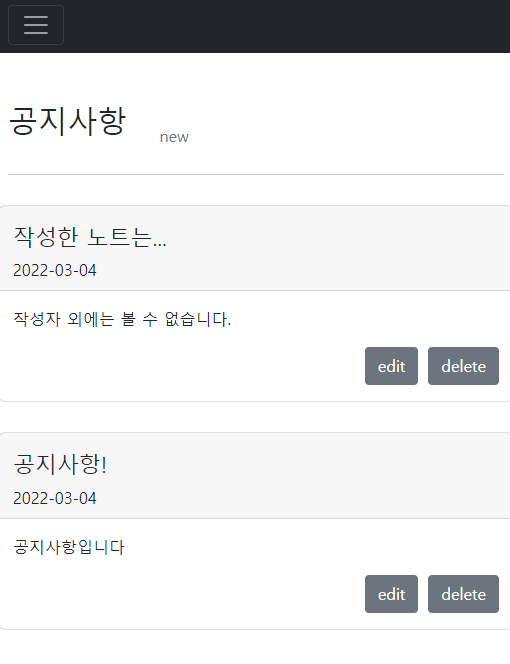 공지사항
new
작성한 노트는...
2022-03-04
작성자 외에는 볼 수 없습니다.
edit delete
공지사항!
2022-03-04
공지사항입니다
edit delete